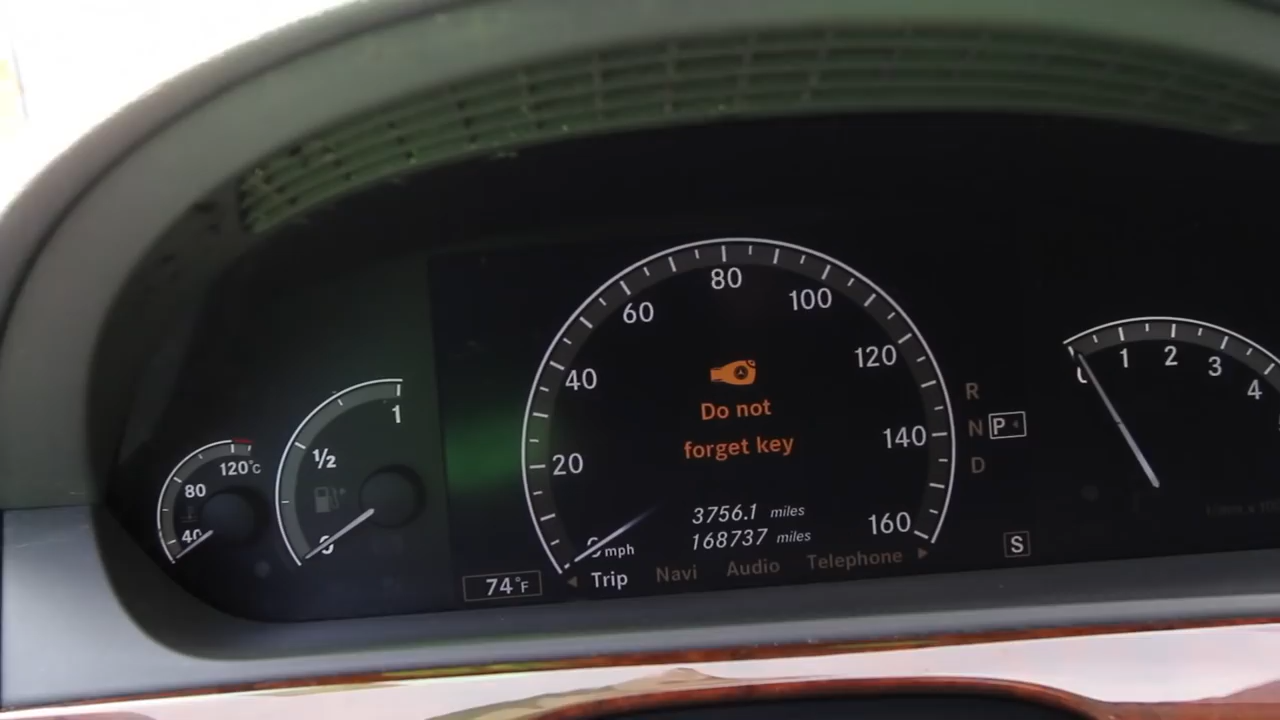 80
60
100
40
120
20
140
160
mph
Do not
forget key
3756.1 miles
168737 miles
Trip Navi Audio Telephone
74°F
1
½
0
120°C
80
40
R
N P
D
S
1
2
3
4